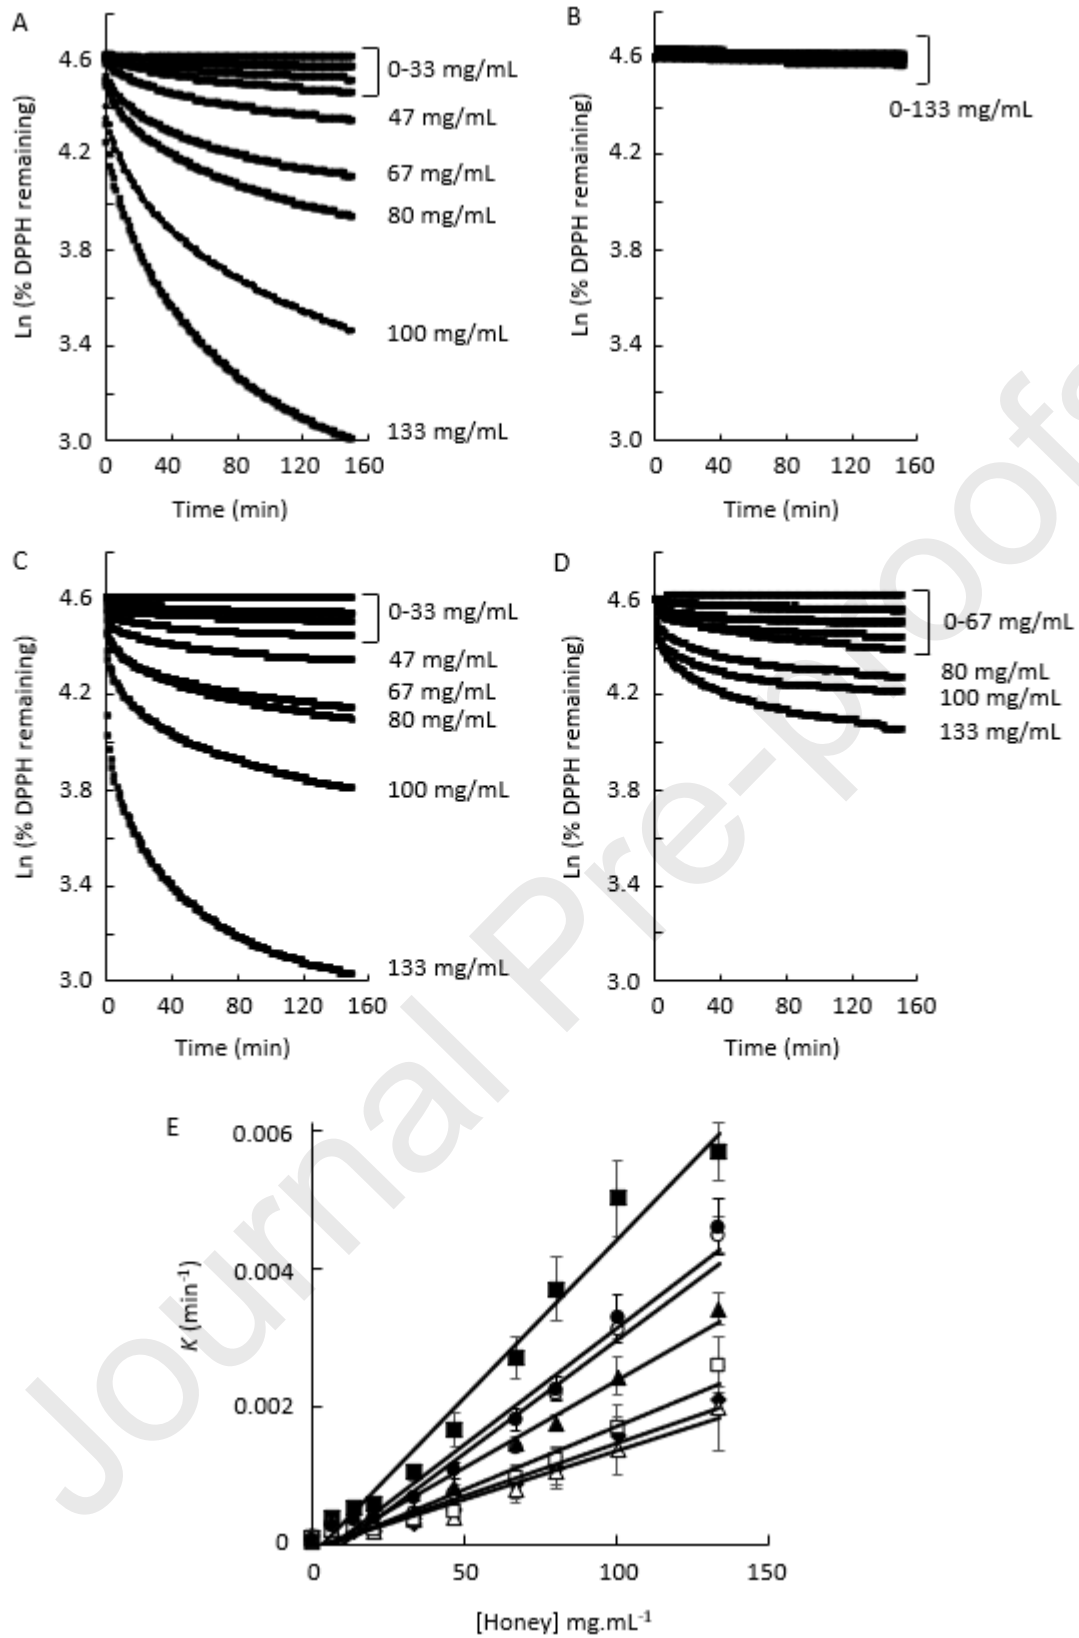 A
Ln (% DPPH remaining)
4.6
4.2
3.8
3.4
3.0
0 40 80 120 160
Time (min)
0-33 mg/mL
47 mg/mL
67 mg/mL
80 mg/mL
100 mg/mL
133 mg/mL
B
Ln (% DPPH remaining)
4.6
4.2
3.8
3.4
3.0
0 40 80 120 160
Time (min)
0-133 mg/mL
C
Ln (% DPPH remaining)
4.6
4.2
3.8
3.4
3.0
0 40 80 120 160
Time (min)
0-33 mg/mL
47 mg/mL
67 mg/mL
80 mg/mL
100 mg/mL
133 mg/mL
D
Ln (% DPPH remaining)
4.6
4.2
3.8
3.4
3.0
0 40 80 120 160
Time (min)
0-67 mg/mL
80 mg/mL
100 mg/mL
133 mg/mL
E
K (min⁻¹)
0.006
0.004
0.002
0
0 50 100 150
[Honey] mg.mL⁻¹
Journal Pre-proofs